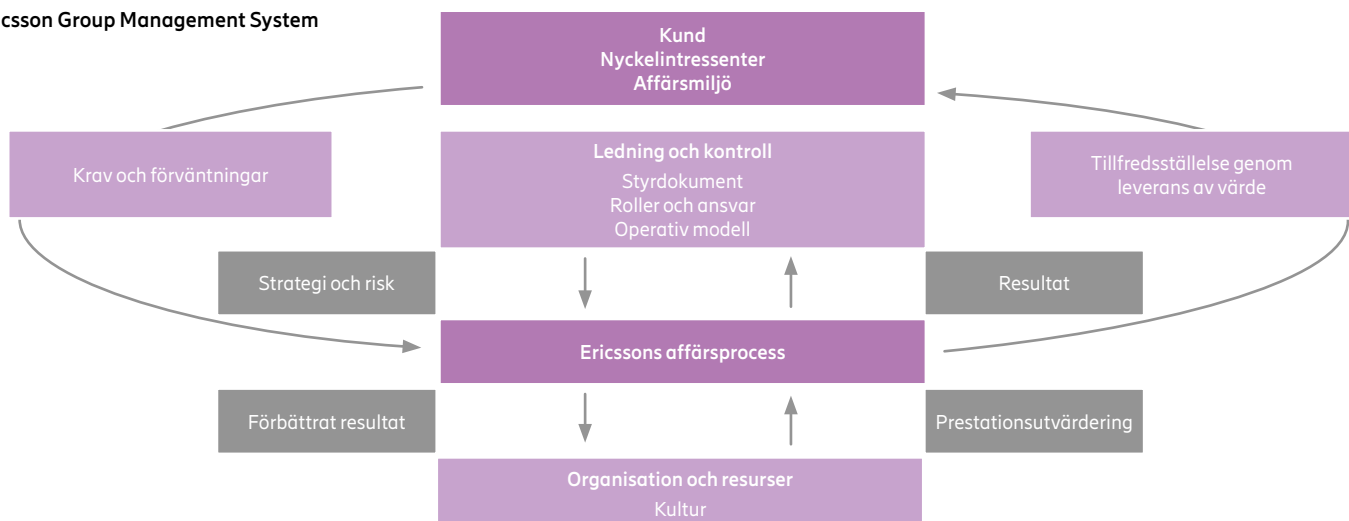 csson Group Management System
Kund
Nyckelintressenter
Affärsmiljö
Krav och förväntningar
Ledning och kontroll
Styrdokument
Roller och ansvar
Operativ modell
Tillfredsställelse genom
leverans av värde
Strategi och risk
Resultat
Ericssons affärsprocess
Förbättrat resultat
Prestationsutvärdering
Organisation och resurser
Kultur